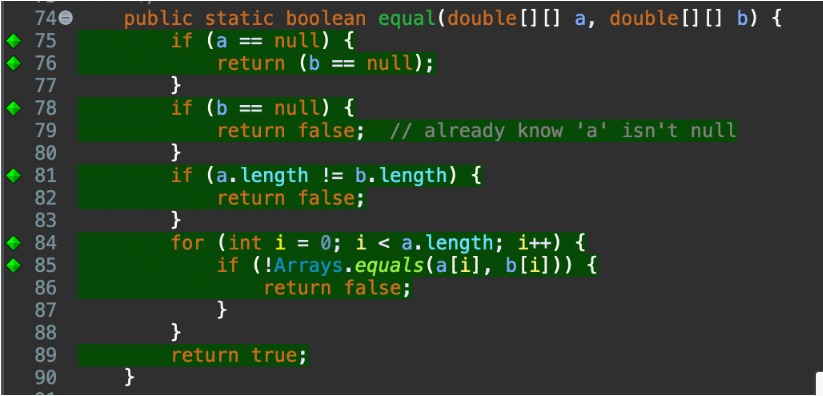 74 public static boolean equal(double[][] a, double[][] b) {
75 if (a == null) {
76 return (b == null);
77 }
78 if (b == null) {
79 return false;  // already know 'a' isn't null
80 }
81 if (a.length != b.length) {
82 return false;
83 }
84 for (int i = 0; i < a.length; i++) {
85 if (!Arrays.equals(a[i], b[i])) {
86 return false;
87 }
88 }
89 return true;
90 }